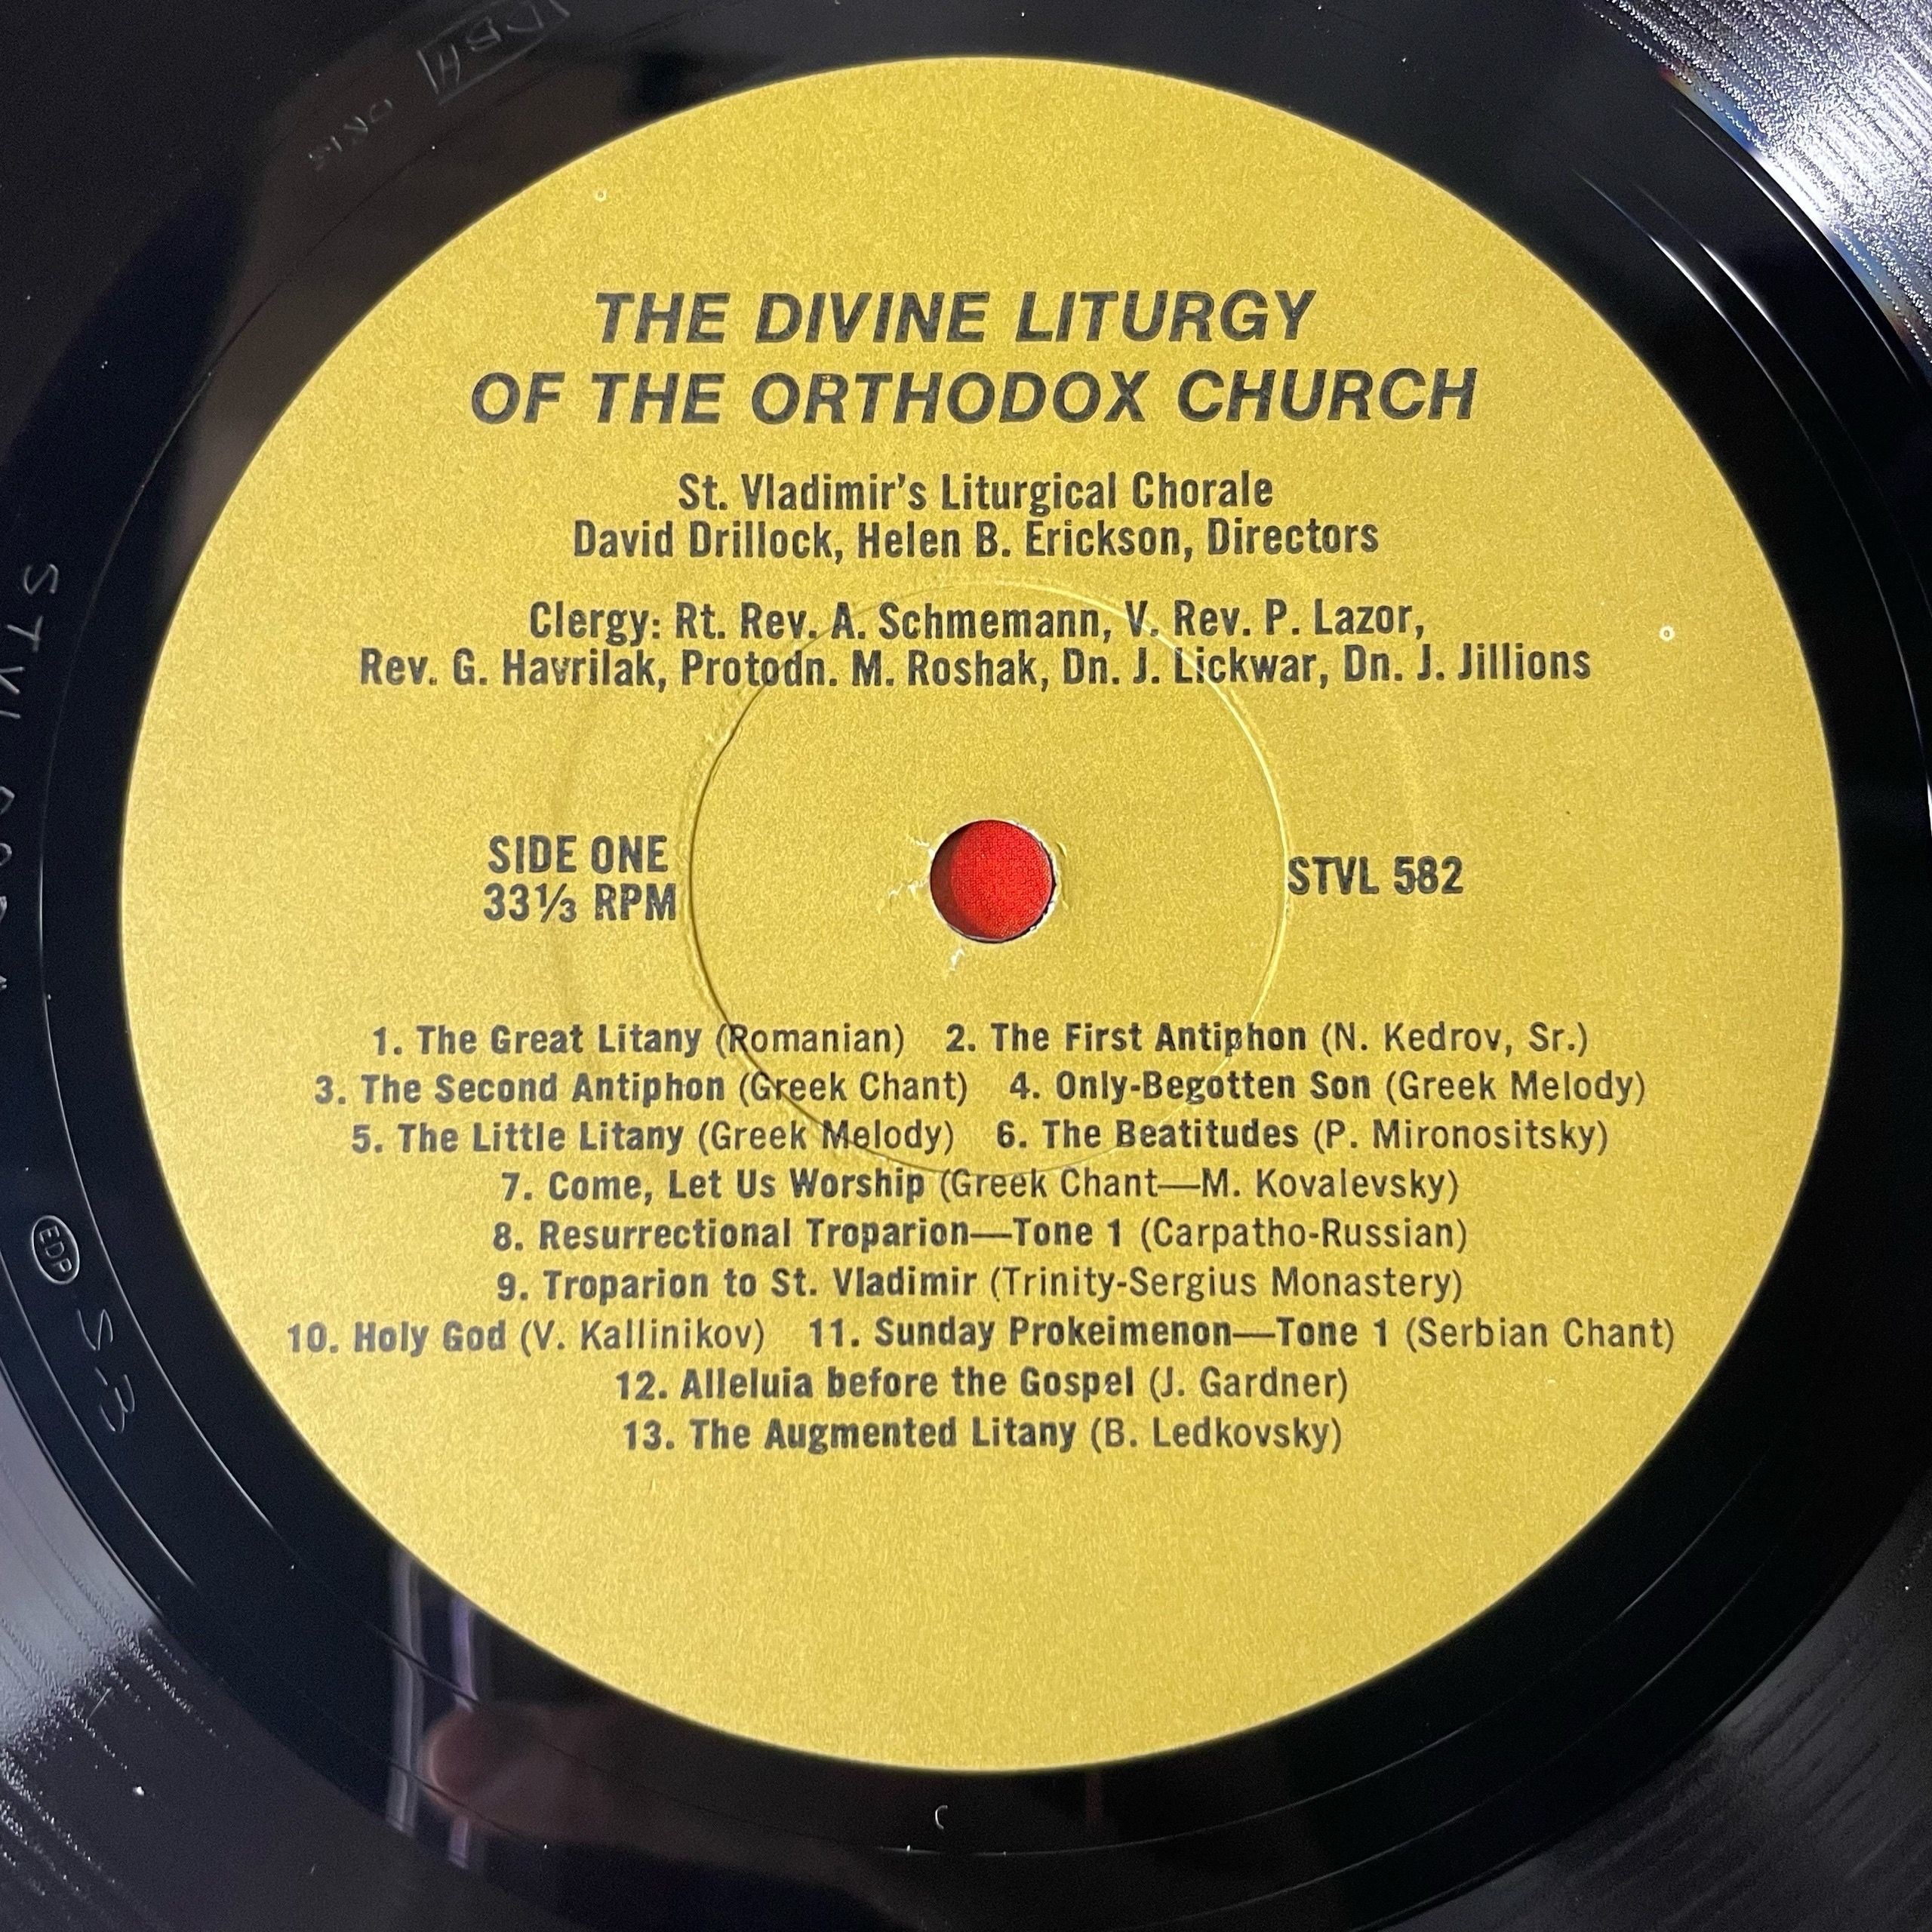 THE DIVINE LITURGY
OF THE ORTHODOX CHURCH
St. Vladimir's Liturgical Chorale
David Drillock, Helen B. Erickson, Directors
Clergy: Rt. Rev. A. Schmemann, V. Rev. P. Lazor,
Rev. G. Havrilak, Protodn. M. Roshak, Dn. J. Lickwar, Dn. J. Jillions
SIDE ONE
33⅓ RPM
STVL 582
1. The Great Litany (Romanian) 2. The First Antiphon (N. Kedrov, Sr.)
3. The Second Antiphon (Greek Chant) 4. Only-Begotten Son (Greek Melody)
5. The Little Litany (Greek Melody) 6. The Beatitudes (P. Mironositsky)
7. Come, Let Us Worship (Greek Chant—M. Kovalevsky)
8. Resurrectional Troparion—Tone 1 (Carpatho-Russian)
9. Troparion to St. Vladimir (Trinity-Sergius Monastery)
10. Holy God (V. Kallinikov) 11. Sunday Prokeimenon—Tone 1 (Serbian Chant)
12. Alleluia before the Gospel (J. Gardner)
13. The Augmented Litany (B. Ledkovsky)
EDP